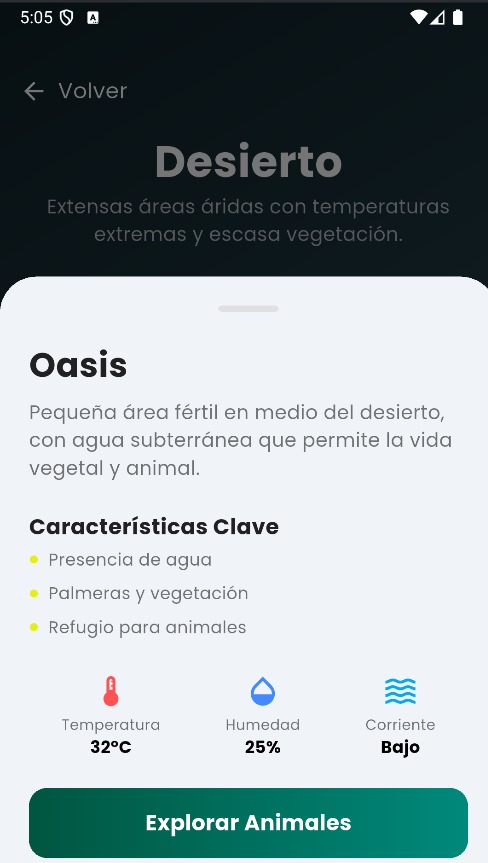 5:05
A
Volver
Desierto
Extensas áreas áridas con temperaturas
extremas y escasa vegetación.
Oasis
Pequeña área fértil en medio del desierto,
con agua subterránea que permite la vida
vegetal y animal.
Características Clave
Presencia de agua
Palmeras y vegetación
Refugio para animales
Temperatura Humedad Corriente
32°C 25% Bajo
Explorar Animales